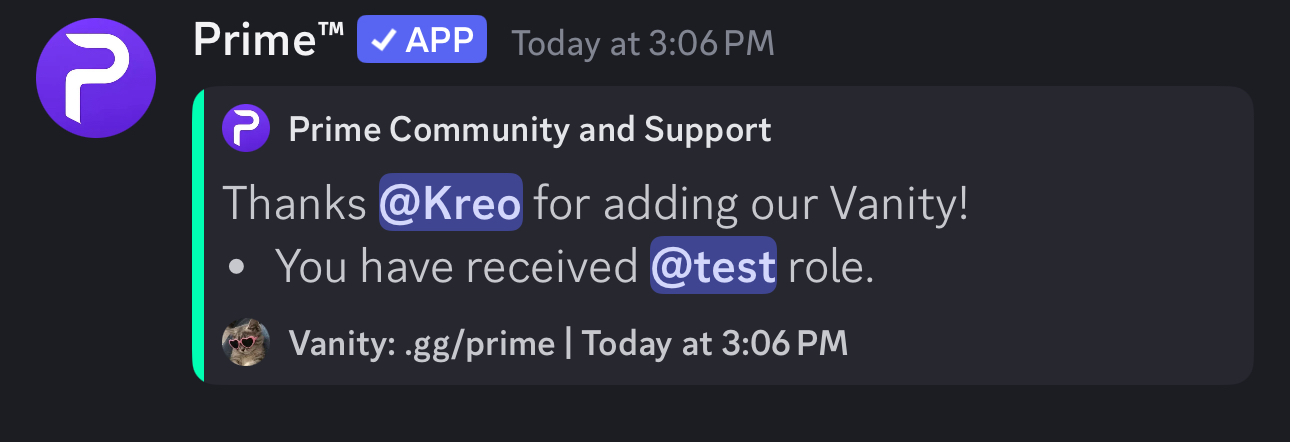 Prime™ ✓ APP Today at 3:06 PM
Prime Community and Support
Thanks @Kreo for adding our Vanity!
• You have received @test role.
Vanity: .gg/prime | Today at 3:06 PM